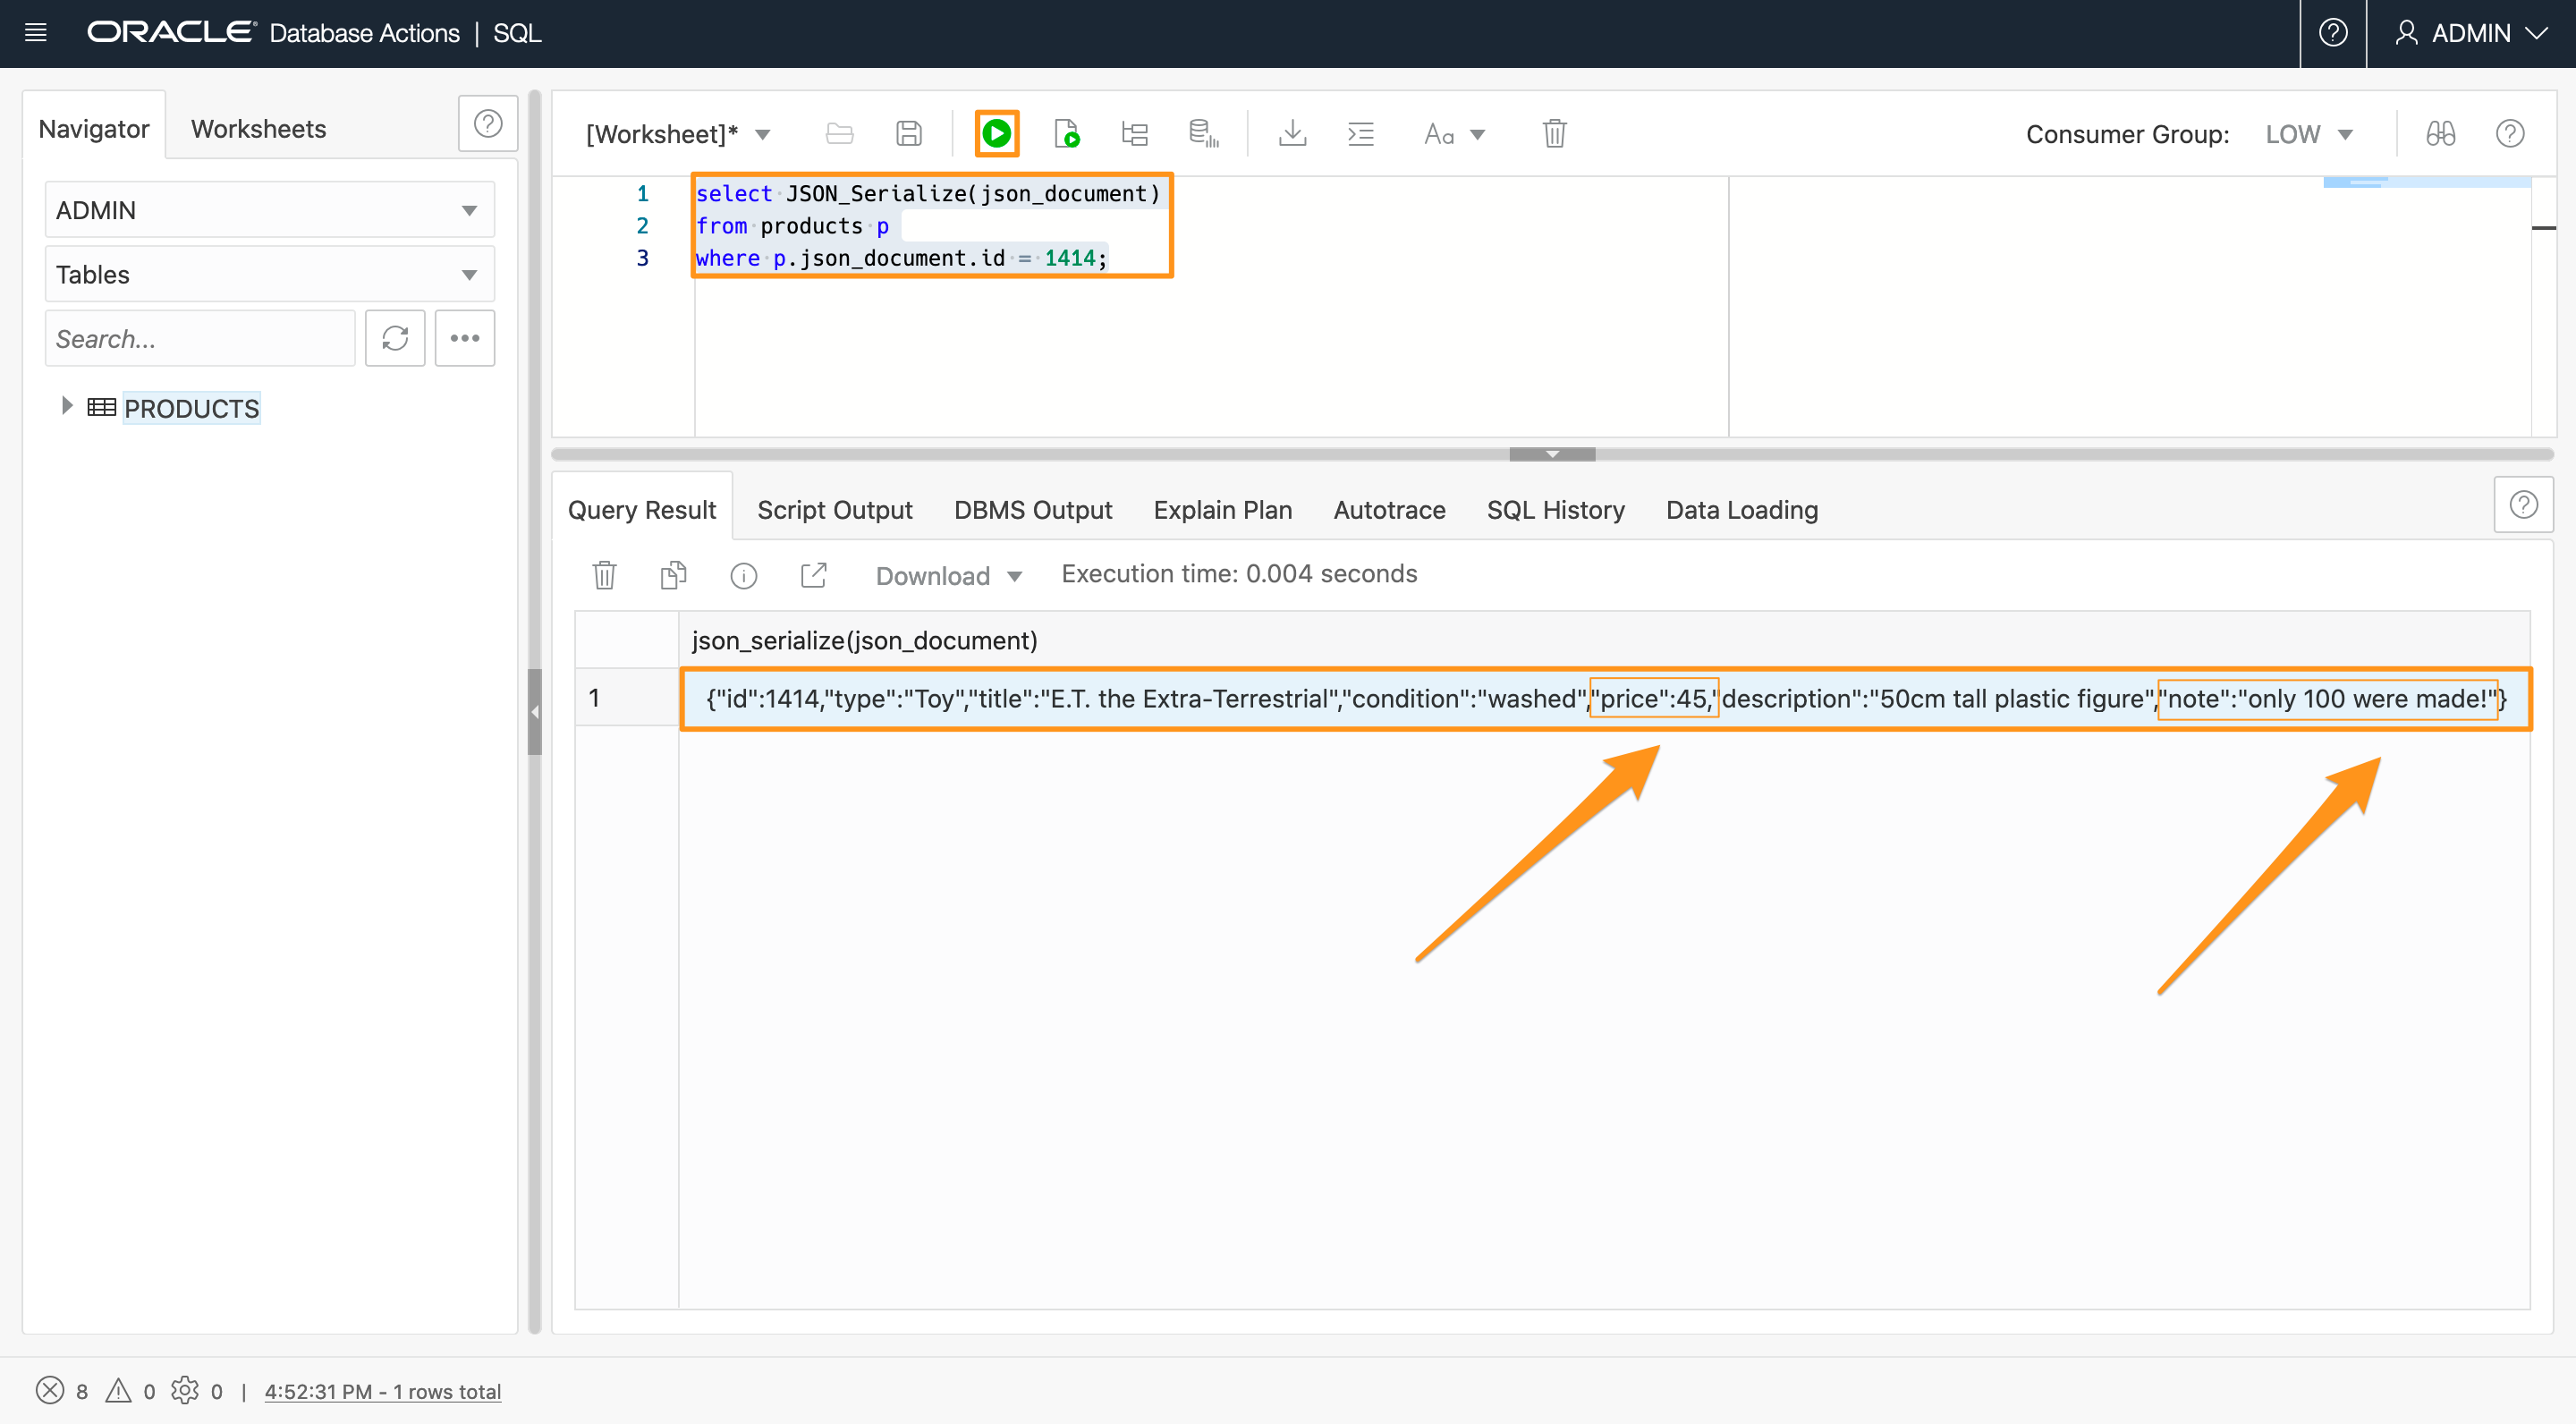 ORACLE Database Actions | SQL
ADMIN
Navigator
Worksheets
ADMIN
Tables
Search...
PRODUCTS
[Worksheet]*
Aa
Consumer Group: LOW
1 select JSON_Serialize(json_document)
2 from products p
3 where p.json_document.id = 1414;
Query Result
Script Output
DBMS Output
Explain Plan
Autotrace
SQL History
Data Loading
Download
Execution time: 0.004 seconds
json_serialize(json_document)
1 {"id":1414,"type":"Toy","title":"E.T. the Extra-Terrestrial","condition":"washed","price":45,"description":"50cm tall plastic figure","note":"only 100 were made!"}
8 0 0 | 4:52:31 PM - 1 rows total